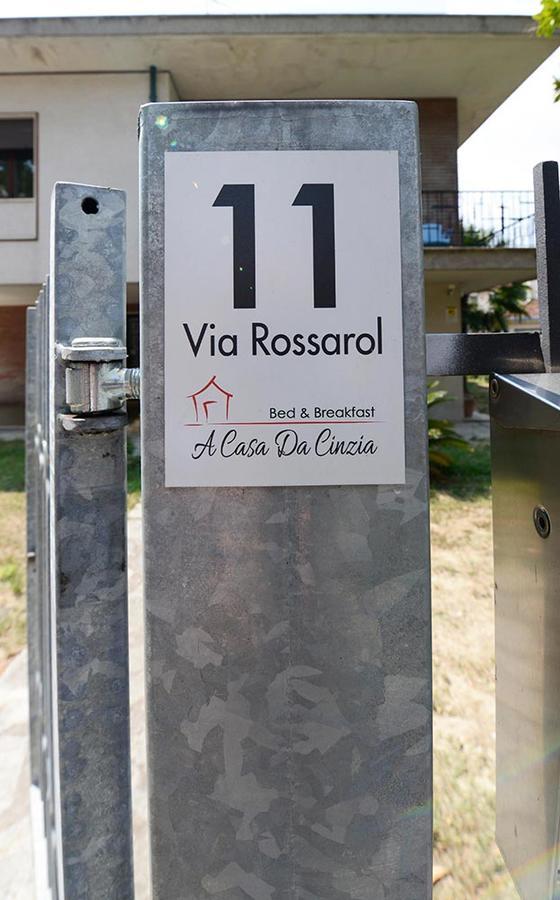 11
Via Rossarol
Bed & Breakfast
A Casa Da Cinzia